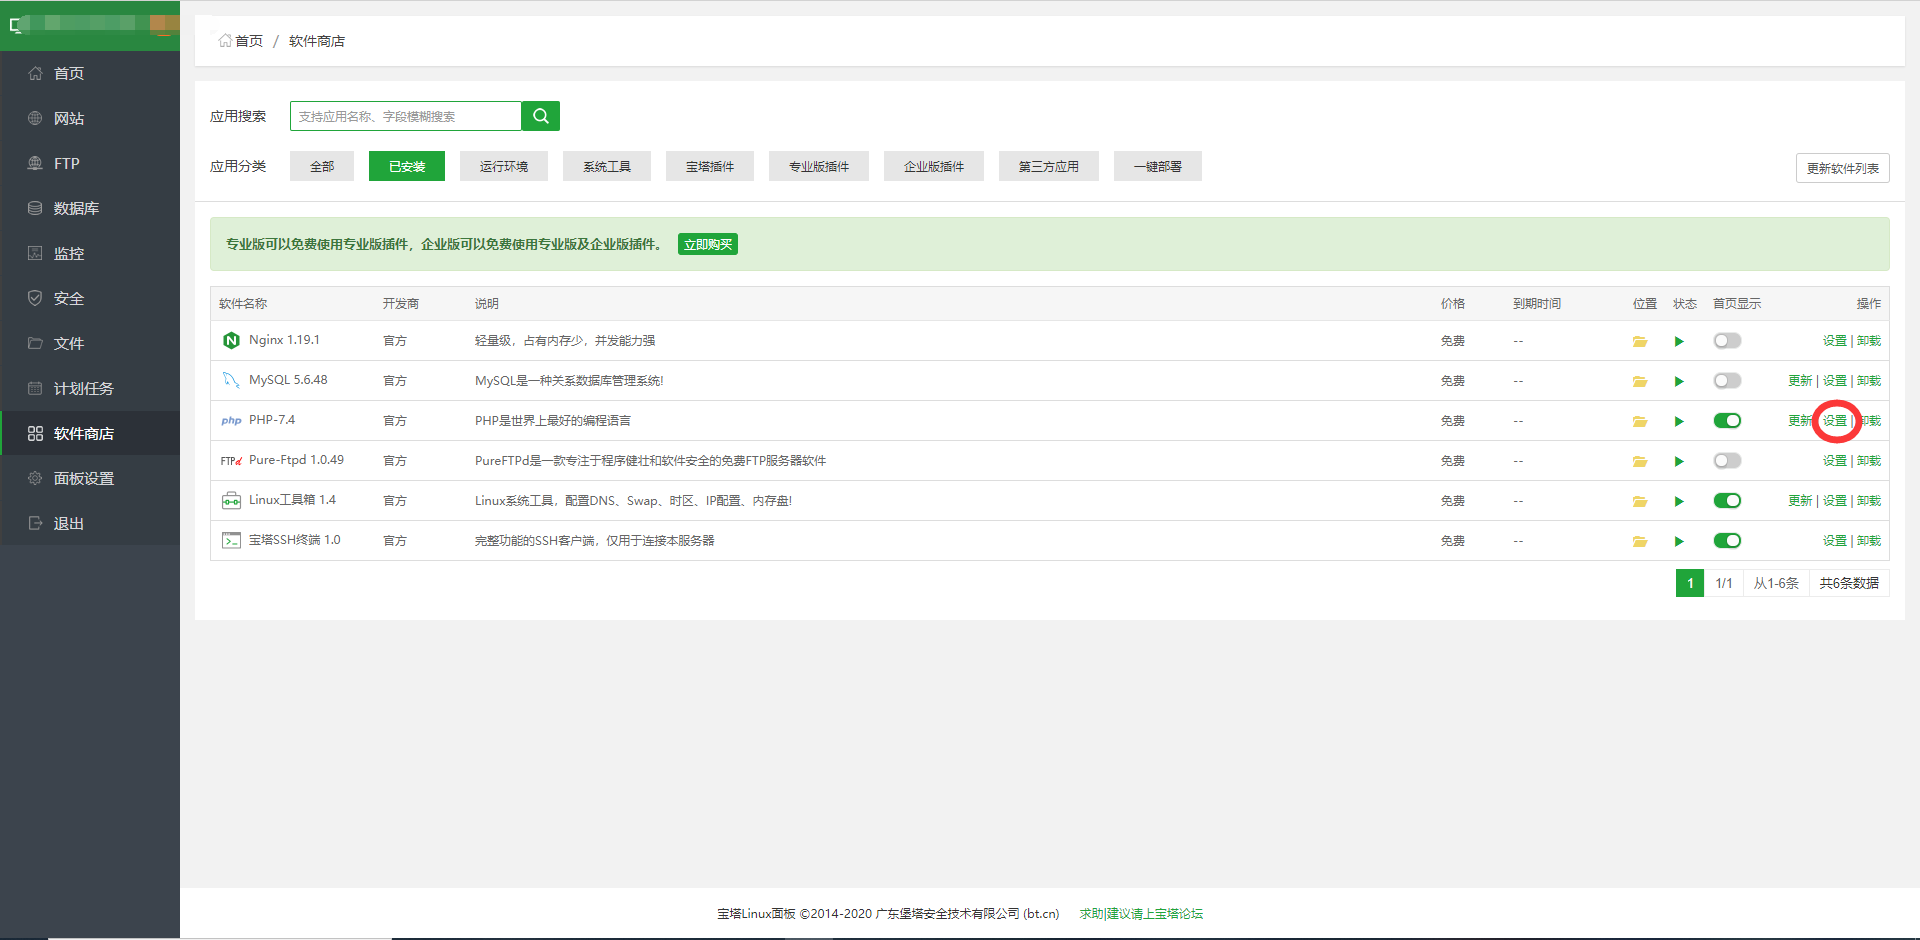 首页 / 软件商店
首页
网站
FTP
数据库
监控
安全
文件
计划任务
软件商店
面板设置
退出
应用搜索 支持应用名称、字段模糊搜索
应用分类 全部 已安装 运行环境 系统工具 宝塔插件 专业版插件 企业版插件 第三方应用 一键部署 更新软件列表
专业版可以免费使用专业版插件，企业版可以免费使用专业版及企业版插件。 立即购买
软件名称 开发商 说明 价格 到期时间 位置 状态 首页显示 操作
Nginx 1.19.1 官方 轻量级，占有内存少，并发能力强 免费 -- 设置 | 卸载
MySQL 5.6.48 官方 MySQL是一种关系数据库管理系统! 免费 -- 更新 | 设置 | 卸载
php PHP-7.4 官方 PHP是世界上最好的编程语言 免费 -- 更新 设置 | 卸载
FTPd Pure-Ftpd 1.0.49 官方 PureFTPd是一款专注于程序健壮和软件安全的免费FTP服务器软件 免费 -- 设置 | 卸载
Linux工具箱 1.4 官方 Linux系统工具，配置DNS、Swap、时区、IP配置、内存盘! 免费 -- 更新 | 设置 | 卸载
宝塔SSH终端 1.0 官方 完整功能的SSH客户端，仅用于连接本服务器 免费 -- 设置 | 卸载
1 1/1 从1-6条 共6条数据
宝塔Linux面板 ©2014-2020 广东堡塔安全技术有限公司 (bt.cn) 求助|建议请上宝塔论坛